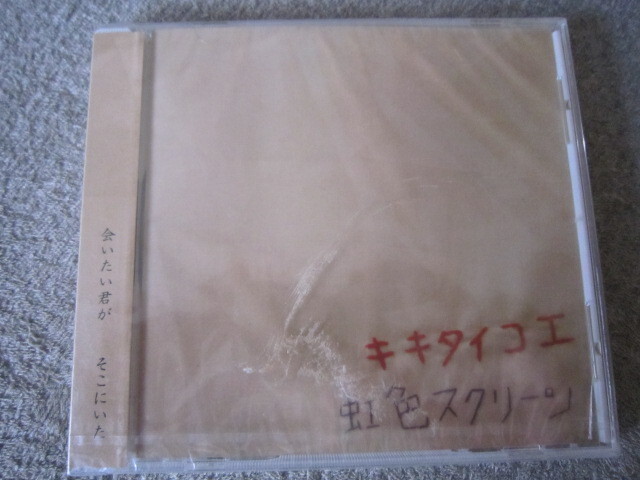 会いたい君が　そこにいた
キキタイコエ
虹色スクリーン